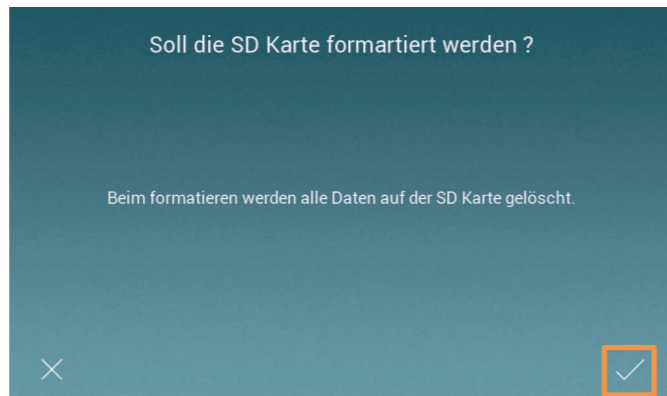 Soll die SD Karte formartiert werden ?
Beim formatieren werden alle Daten auf der SD Karte gelöscht.